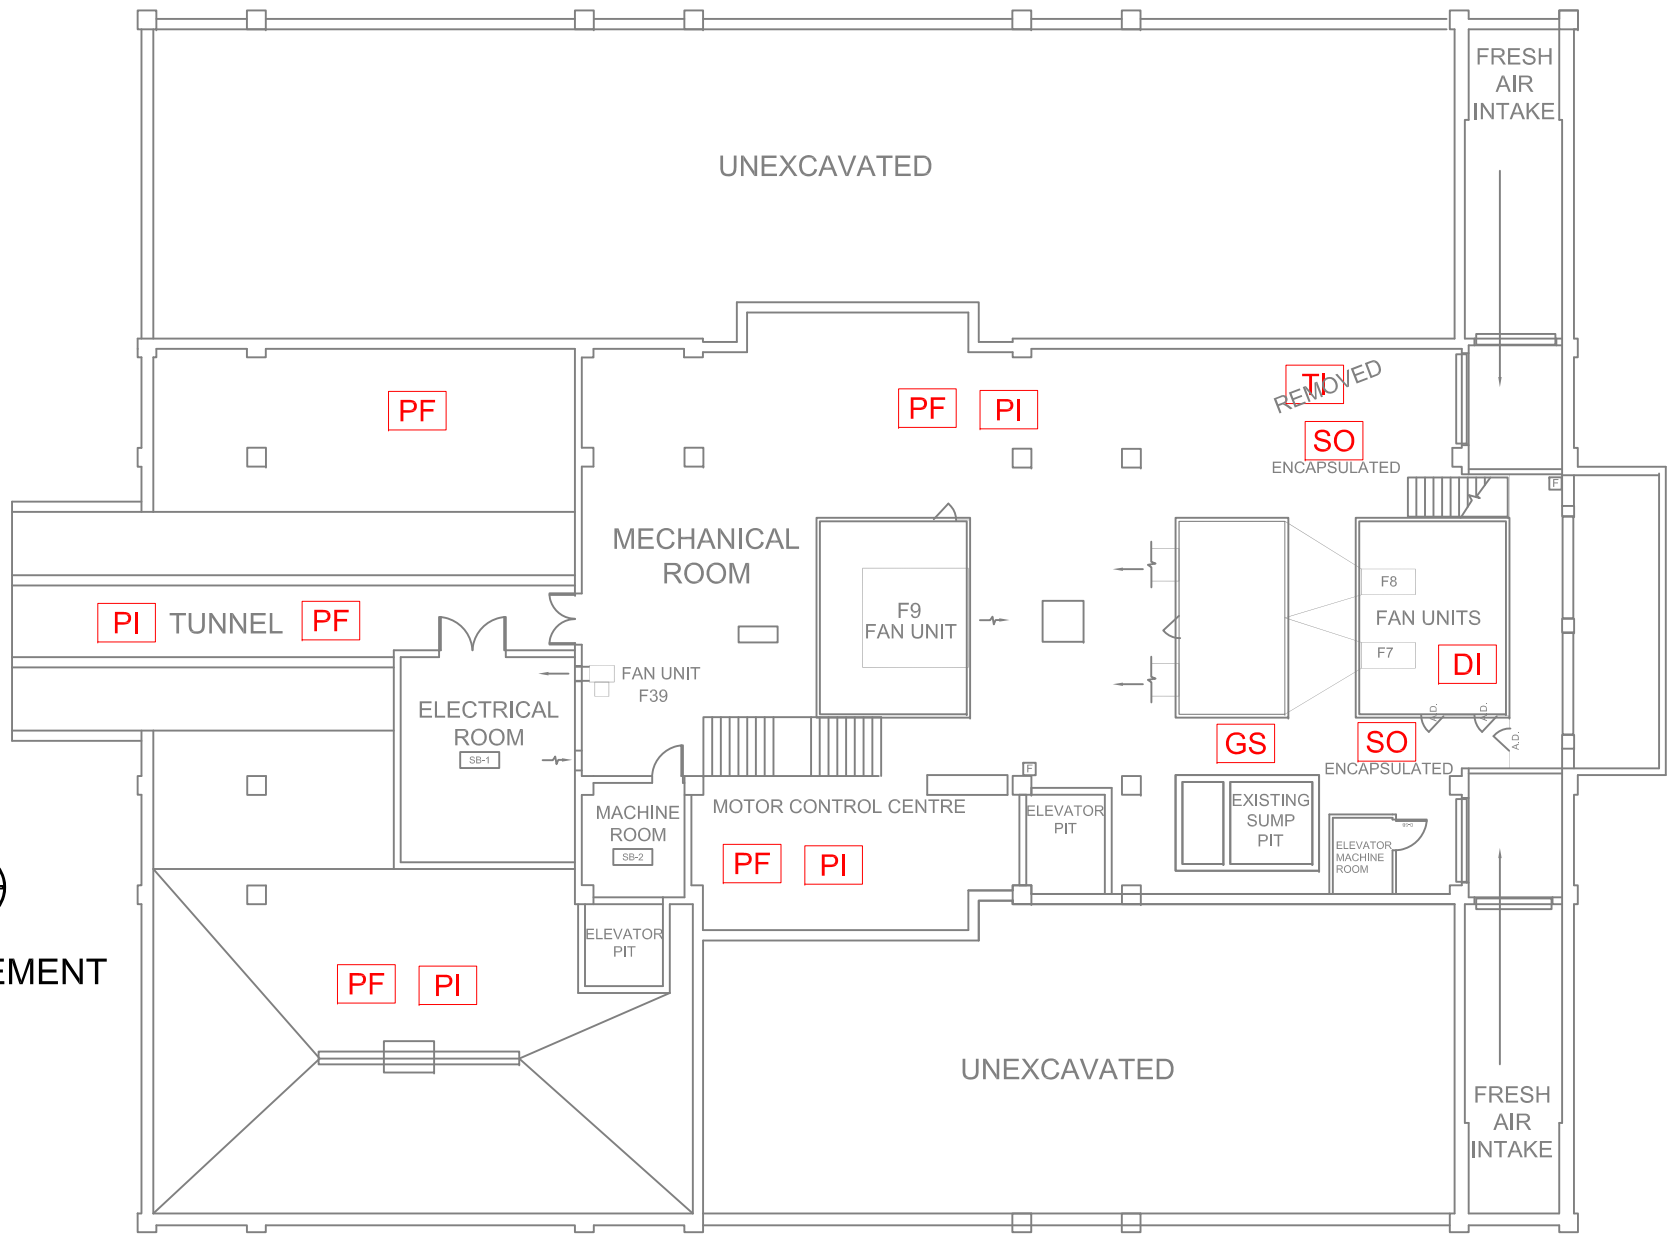 FRESH
AIR
INTAKE
UNEXCAVATED
TI
REMOVED
PF
PF
PI
SO
ENCAPSULATED
F
MECHANICAL
ROOM
F8
F9
FAN UNIT
FAN UNITS
PI
TUNNEL
PF
F7
DI
FAN UNIT
F39
ELECTRICAL
ROOM
SB-1
A.D.
A.D.
A.D.
GS
SO
ENCAPSULATED
F
MOTOR CONTROL CENTRE
MACHINE
ROOM
SB-2
ELEVATOR
PIT
EXISTING
SUMP
PIT
ELEVATOR
MACHINE
ROOM
PF
PI
ELEVATOR
PIT
EMENT
PF
PI
UNEXCAVATED
FRESH
AIR
INTAKE